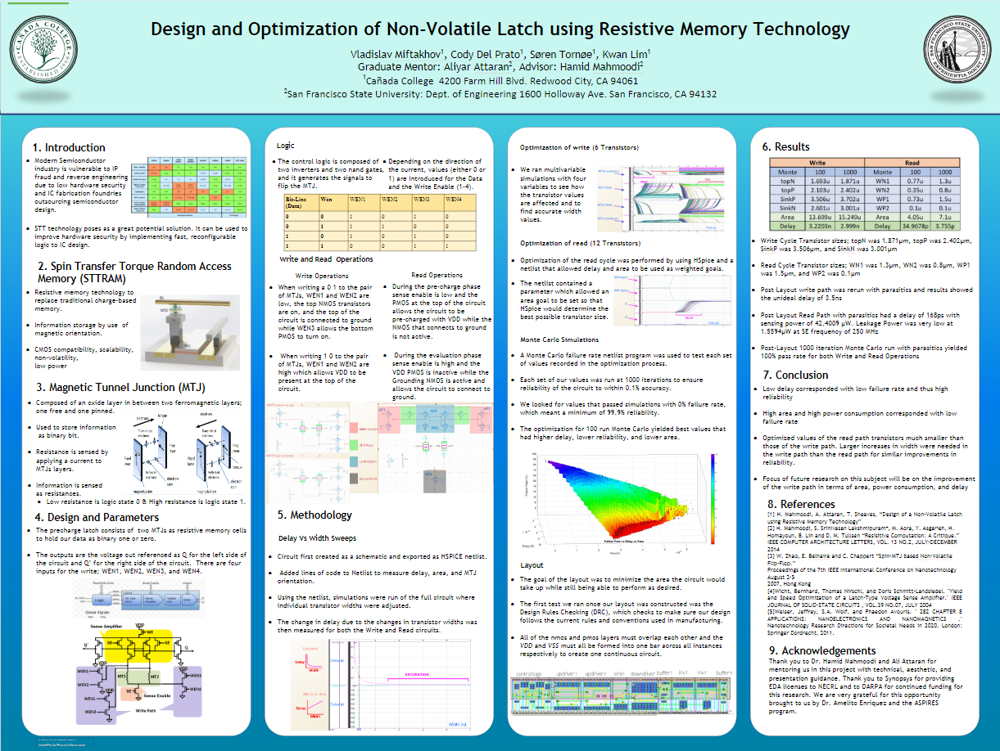 Design and Optimization of Non-Volatile Latch using Resistive Memory Technology
Vladislav Miftakhov1, Cody Del Prato1, Søren Tornøe1, Kwan Lim1
Graduate Mentor: Aliyar Attaran2, Advisor: Hamid Mahmoodi2
1Cañada College 4200 Farm Hill Blvd. Redwood City, CA 94061
2San Francisco State University: Dept. of Engineering 1600 Holloway Ave. San Francisco, CA 94132
1. Introduction
• Modern Semiconductor
industry is vulnerable to IP
fraud and reverse engineering
due to low hardware security
and IC fabrication foundries
outsourcing semiconductor
design.
• STT technology poses as a great potential solution. It can be used to
improve hardware security by implementing fast, reconfigurable
logic to IC design.
2. Spin Transfer Torque Random Access
Memory (STTRAM)
• Resistive memory technology to
replace traditional charge-based
memory.
• Information storage by use of
magnetic orientation.
• CMOS compatibility, scalability,
non-volatility,
low power
3. Magnetic Tunnel Junction (MTJ)
• Composed of an oxide layer in between two ferromagnetic layers;
one free and one pinned.
• Used to store information
as binary bit.
• Resistance is sensed by
applying a current to
MTJs layers.
• Information is sensed
as resistances.
• Low resistance is logic state 0 & High resistance is logic state 1.
4. Design and Parameters
• The precharge latch consists of two MTJs as resistive memory cells
to hold our data as binary one or zero.
• The outputs are the voltage out referenced as Q for the left side of
the circuit and Q' for the right side of the circuit. There are four
inputs for the write; WEN1, WEN2, WEN3, and WEN4.
Global Signals
Sense Amplifier
VDD
WE
SE
SE
Q'
Q
VDD
VDD
WEN1
WEN2
WEN3
WEN4
MTJ
MTJ
VDD
SE
Sense Enable
WEN1
WEN2
Write Path
Logic
• The control logic is composed of
two inverters and two nand gates,
and it generates the signals to
flip the MTJ.
• Depending on the direction of
the current, values (either 0 or
1) are introduced for the Data
and the Write Enable (1-4).
Bit-Line (Data) Wen WEN1 WEN2 WEN3 WEN4
0 0 1 0 1 0
0 1 1 1 0 0
1 0 1 0 1 0
1 1 0 0 1 1
Write and Read Operations
Write Operations
• When writing a 0 1 to the pair
of MTJs, WEN1 and WEN2 are
low, the top NMOS transistors
are on, and the top of the
circuit is connected to ground
while WEN3 allows the bottom
PMOS to turn on.
• When writing 1 0 to the pair
of MTJs, WEN1 and WEN2 are
high which allows VDD to be
present at the top of the
circuit.
Read Operations
• During the pre-charge phase
sense enable is low and the
PMOS at the top of the circuit
allows the circuit to be
pre-charged with VDD while the
NMOS that connects to ground
is not active.
• During the evaluation phase
sense enable is high and the
VDD PMOS is inactive while the
Grounding NMOS is active and
allows the circuit to connect to
ground.
5. Methodology
Delay Vs Width Sweeps
• Circuit first created as a schematic and exported as HSPICE netlist.
• Added lines of code to Netlist to measure delay, area, and MTJ
orientation.
• Using the netlist, simulations were run of the full circuit where
individual transistor widths were adjusted.
• The change in delay due to the changes in transistor widths was
then measured for both the Write and Read circuits.
Delay
Width
SATURATION
Delay
Width
Width (m)
Optimization of write (6 Transistors)
• We ran multivariable
simulations with four
variables to see how
the transistor values
are affected and to
find accurate width
values.
Optimization of read (12 Transistors)
• Optimization of the read cycle was performed by using HSpice and a
netlist that allowed delay and area to be used as weighted goals.
• The netlist contained a
parameter which allowed an
area goal to be set so that
HSpice would determine the
best possible transistor size.
Monte Carlo Simulations
• A Monte Carlo failure rate netlist program was used to test each set
of values recorded in the optimization process.
• Each set of our values was run at 1000 iterations to ensure
reliability of the circuit to within 0.1% accuracy.
• We looked for values that passed simulations with 0% failure rate,
which meant a minimum of 99.9% reliability.
• The optimization for 100 run Monte Carlo yielded best values that
had higher delay, lower reliability, and lower area.
Failure Rate vs Delay vs Area
Layout
• The goal of the layout was to minimize the area the circuit would
take up while still being able to perform as desired.
• The first test we ran once our layout was constructed was the
Design Rules Checking (DRC), which checks to make sure our design
follows the current rules and conventions used in manufacturing.
• All of the nmos and pmos layers must overlap each other and the
VDD and VSS must all be formed into one bar across all instances
respectively to create one continuous circuit.
6. Results
Write Read
Monte 100 1000 Monte 100 1000
topN 1.693u 1.871u WN1 0.77u 1.3u
topP 2.103u 2.402u WN2 0.35u 0.8u
SinkP 3.506u 3.702u WP1 0.73u 1.5u
SinkN 2.601u 3.001u WP2 0.1u 0.1u
Area 13.699u 15.249u Area 4.05u 7.1u
Delay 3.2203n 2.999n Delay 34.9678p 3.755p
• Write Cycle Transistor sizes; topN was 1.871µm, topP was 2.402µm,
SinkP was 3.506µm, and SinkN was 3.001µm
• Read Cycle Transistor sizes; WN1 was 1.3µm, WN2 was 0.8µm, WP1
was 1.5µm, and WP2 was 0.1µm
• Post Layout write path was rerun with parasitics and results showed
the unideal delay of 3.5ns
• Post Layout Read Path with parasitics had a delay of 168ps with
sensing power of 42.4009 µW. Leakage Power was very low at
1.5594µW at SE frequency of 250 MHz
• Post-Layout 1000 iteration Monte Carlo run with parasitics yielded
100% pass rate for both Write and Read Operations
7. Conclusion
• Low delay corresponded with low failure rate and thus high
reliability
• High area and high power consumption corresponded with low
failure rate
• Optimized values of the read path transistors much smaller than
those of the write path. Larger increases in width were needed in
the write path than the read path for similar improvements in
reliability.
• Focus of future research on this subject will be on the improvement
of the write path in terms of area, power consumption, and delay
8. References
[1] H. Mahmoodi, A. Attaran, T. Sheaves, "Design of a Non-Volatile Latch
using Resistive Memory Technology"
[2] H. Mahmoodi, S. Srinivasan Lakshmipuram, M. Aora, Y. Asgarieh, H.
Homayoun, B. Lin and D. M. Tullsen "Resistive Computation: A Critique."
IEEE COMPUTER ARCHITECTURE LETTERS, VOL. 13 NO.2, JULY-DECEMBER
2014
[3] W. Zhao, E. Belhaire and C. Chappert "Spin-MTJ based Non-Volatile
Flip-Flop."
Proceedings of the 7th IEEE International Conference on Nanotechnology
August 2-5
2007, Hong Kong
[4]Wicht, Bernhard, Thomas Nirschl, and Doris Schmitt-Landsiedel. "Yield
and Speed Optimization of a Latch-Type Voltage Sense Amplifier." IEEE
JOURNAL OF SOLID-STATE CIRCUITS , VOL.39 NO.07, JULY 2004
[5]Welser, Jeffrey, S.A. Wolf, and Phaedon Avouris. " 282 CHAPTER 8
APPLICATIONS: NANOELECTRONICS AND NANOMAGNETICS ."
Nanotechnology Research Directions for Societal Needs in 2020. London:
Springer Dordrecht, 2011.
9. Acknowledgements
Thank you to Dr. Hamid Mahmoodi and Ali Attaran for
mentoring us in this project with technical, aesthetic, and
presentation guidance. Thank you to Synopsys for providing
EDA licenses to NECRL and to DARPA for continued funding for
this research. We are very grateful for this opportunity
brought to us by Dr. Amelito Enriquez and the ASPIRES
program.